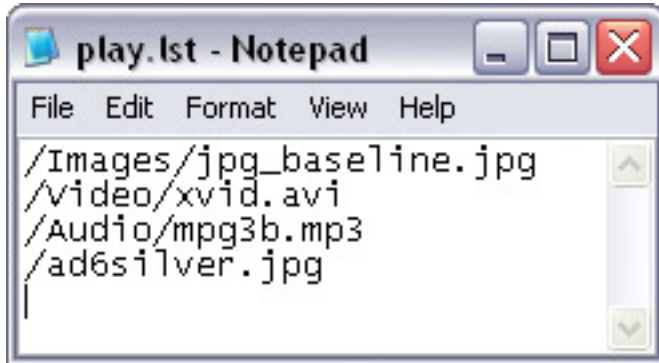 play.lst - Notepad
File Edit Format View Help
/Images/jpg_baseline.jpg
/Video/xvid.avi
/Audio/mpg3b.mp3
/ad6silver.jpg